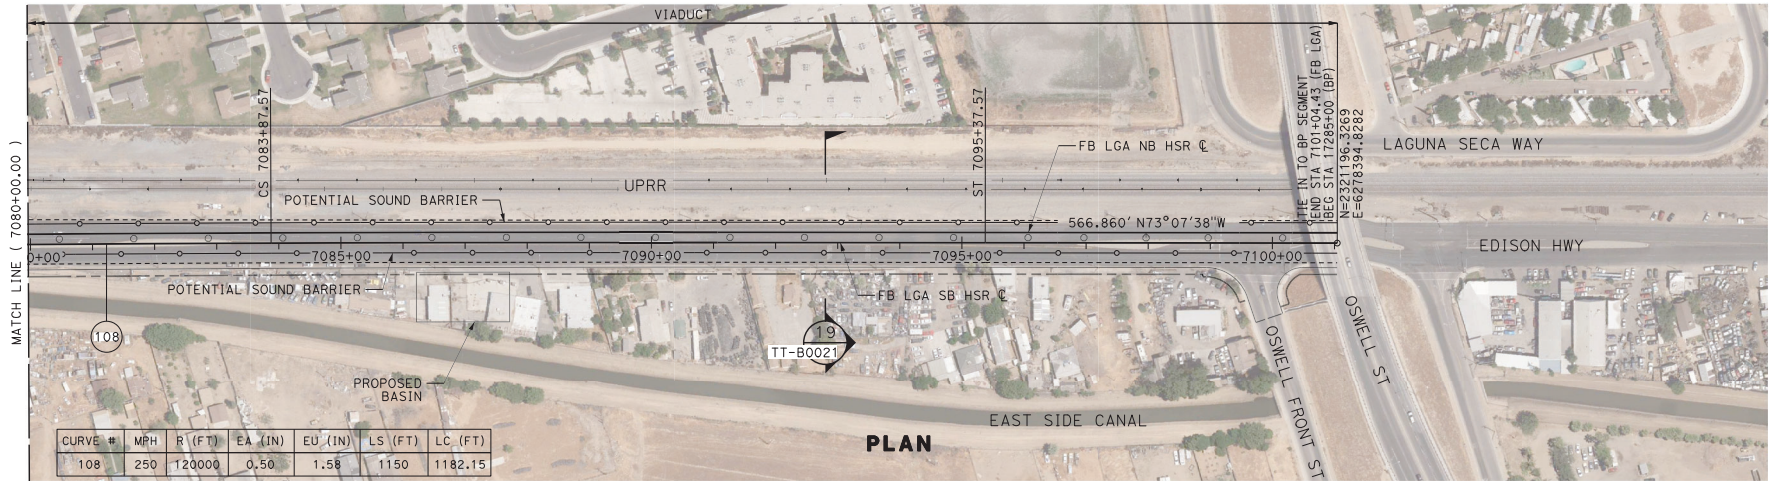 VIADUCT
MATCH LINE ( 7080+00.00 )
CS 7083+87.57
ST 7095+37.57
TIE IN TO BP SEGMENT
END STA 7101+04.43 (FB LGA)
BEG STA 17285+00 (BP)
N=2321196.3269
E=6278394.8282
LAGUNA SECA WAY
FB LGA NB HSR ℄
UPRR
POTENTIAL SOUND BARRIER
566.860' N73°07'38"W
EDISON HWY
0+00
7085+00
7090+00
7095+00
7100+00
POTENTIAL SOUND BARRIER
FB LGA SB HSR ℄
108
19
TT-B0021
PROPOSED
BASIN
OSWELL ST
OSWELL FRONT ST
EAST SIDE CANAL
PLAN
CURVE # MPH R (FT) EA (IN) EU (IN) LS (FT) LC (FT)
108 250 120000 0.50 1.58 1150 1182.15